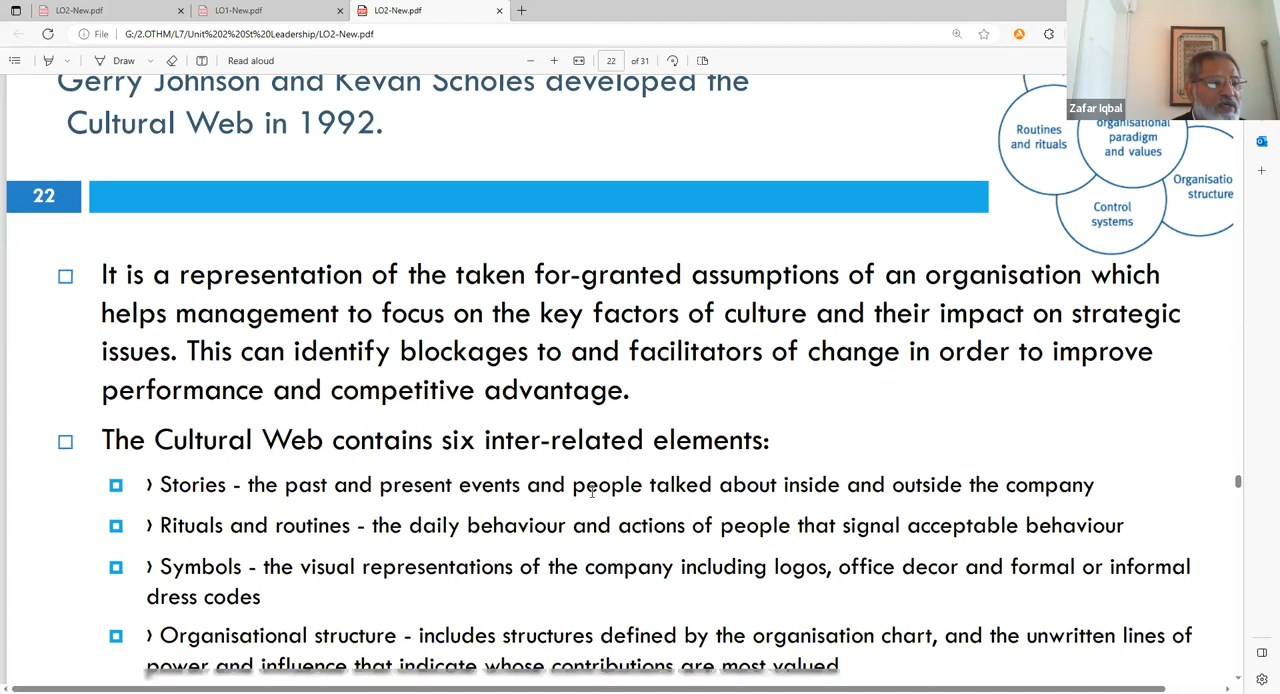 LO2-New.pdf
LO1-New.pdf
LO2-New.pdf
File
G:/2.OTHM/L7/Unit%202%20St%20Leadership/LO2-New.pdf
Draw
Read aloud
22
of 31
Zafar Iqbal
Gerry Johnson and Kevan Scholes developed the
Cultural Web in 1992.
Routines
and rituals
organisational
paradigm
and values
Organisatio
structure
Control
systems
22
It is a representation of the taken for-granted assumptions of an organisation which
helps management to focus on the key factors of culture and their impact on strategic
issues. This can identify blockages to and facilitators of change in order to improve
performance and competitive advantage.
The Cultural Web contains six inter-related elements:
› Stories - the past and present events and people talked about inside and outside the company
› Rituals and routines - the daily behaviour and actions of people that signal acceptable behaviour
› Symbols - the visual representations of the company including logos, office decor and formal or informal
dress codes
› Organisational structure - includes structures defined by the organisation chart, and the unwritten lines of
power and influence that indicate whose contributions are most valued